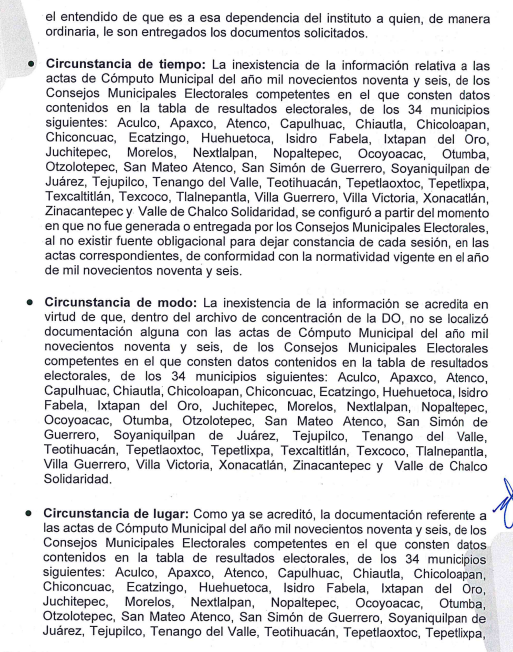 el entendido de que es a esa dependencia del instituto a quien, de manera
ordinaria, le son entregados los documentos solicitados.
• Circunstancia de tiempo: La inexistencia de la información relativa a las
actas de Cómputo Municipal del año mil novecientos noventa y seis, de los
Consejos Municipales Electorales competentes en el que consten datos
contenidos en la tabla de resultados electorales, de los 34 municipios
siguientes: Aculco, Apaxco, Atenco, Capulhuac, Chiautla, Chicoloapan,
Chiconcuac, Ecatzingo, Huehuetoca, Isidro Fabela, Ixtapan del Oro,
Juchitepec, Morelos, Nextlalpan, Nopaltepec, Ocoyoacac, Otumba,
Otzolotepec, San Mateo Atenco, San Simón de Guerrero, Soyaniquilpan de
Juárez, Tejupilco, Tenango del Valle, Teotihuacán, Tepetlaoxtoc, Tepetlixpa,
Texcaltitlán, Texcoco, Tlalnepantla, Villa Guerrero, Villa Victoria, Xonacatlán,
Zinacantepec y Valle de Chalco Solidaridad, se configuró a partir del momento
en que no fue generada o entregada por los Consejos Municipales Electorales,
al no existir fuente obligacional para dejar constancia de cada sesión, en las
actas correspondientes, de conformidad con la normatividad vigente en el año
de mil novecientos noventa y seis.
• Circunstancia de modo: La inexistencia de la información se acredita en
virtud de que, dentro del archivo de concentración de la DO, no se localizó
documentación alguna con las actas de Cómputo Municipal del año mil
novecientos noventa y seis, de los Consejos Municipales Electorales
competentes en el que consten datos contenidos en la tabla de resultados
electorales, de los 34 municipios siguientes: Aculco, Apaxco, Atenco,
Capulhuac, Chiautla, Chicoloapan, Chiconcuac, Ecatzingo, Huehuetoca, Isidro
Fabela, Ixtapan del Oro, Juchitepec, Morelos, Nextlalpan, Nopaltepec,
Ocoyoacac, Otumba, Otzolotepec, San Mateo Atenco, San Simón de
Guerrero, Soyaniquilpan de Juárez, Tejupilco, Tenango del Valle,
Teotihuacán, Tepetlaoxtoc, Tepetlixpa, Texcaltitlán, Texcoco, Tlalnepantla,
Villa Guerrero, Villa Victoria, Xonacatlán, Zinacantepec y Valle de Chalco
Solidaridad.
• Circunstancia de lugar: Como ya se acreditó, la documentación referente a
las actas de Cómputo Municipal del año mil novecientos noventa y seis, de los
Consejos Municipales Electorales competentes en el que consten datos
contenidos en la tabla de resultados electorales, de los 34 municipios
siguientes: Aculco, Apaxco, Atenco, Capulhuac, Chiautla, Chicoloapan,
Chiconcuac, Ecatzingo, Huehuetoca, Isidro Fabela, Ixtapan del Oro,
Juchitepec, Morelos, Nextlalpan, Nopaltepec, Ocoyoacac, Otumba,
Otzolotepec, San Mateo Atenco, San Simón de Guerrero, Soyaniquilpan de
Juárez, Tejupilco, Tenango del Valle, Teotihuacán, Tepetlaoxtoc, Tepetlixpa,